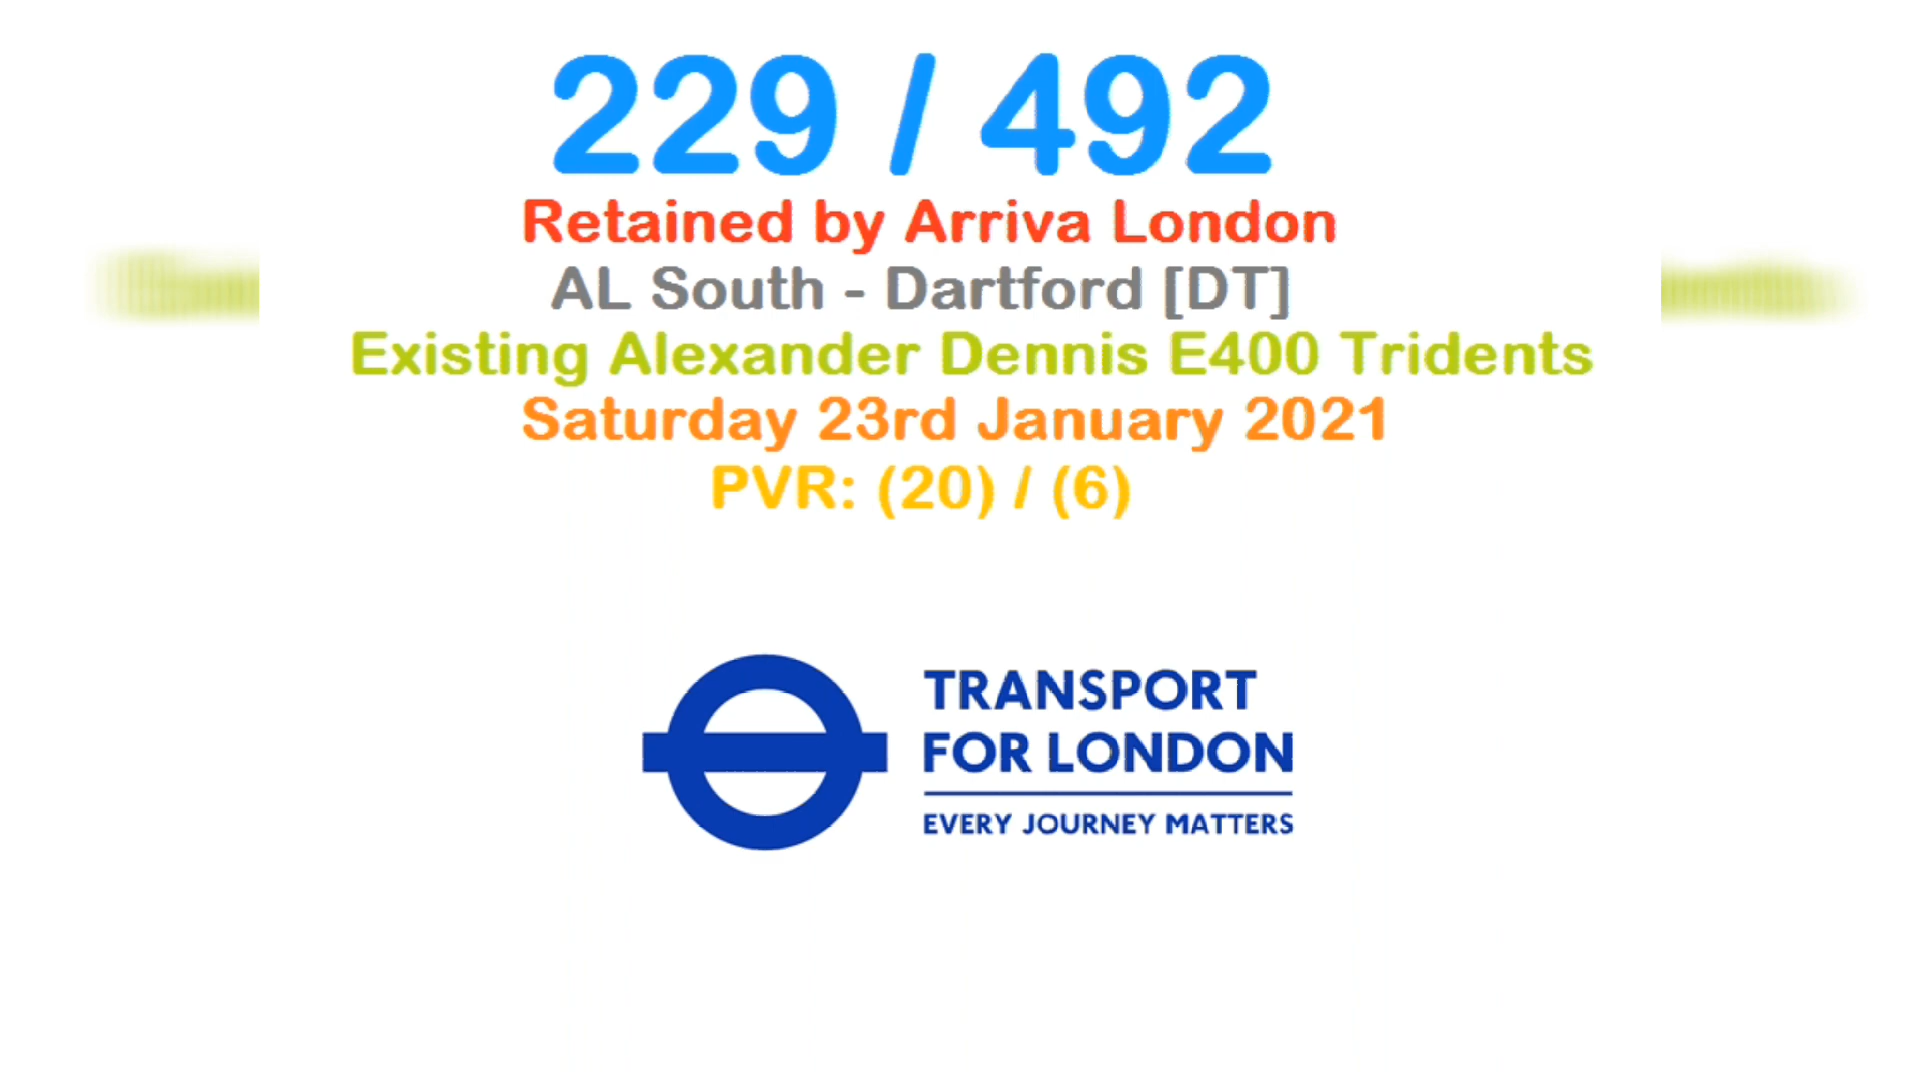 229 / 492
Retained by Arriva London
AL South - Dartford [DT]
Existing Alexander Dennis E400 Tridents
Saturday 23rd January 2021
PVR: (20) / (6)
TRANSPORT
FOR LONDON
EVERY JOURNEY MATTERS